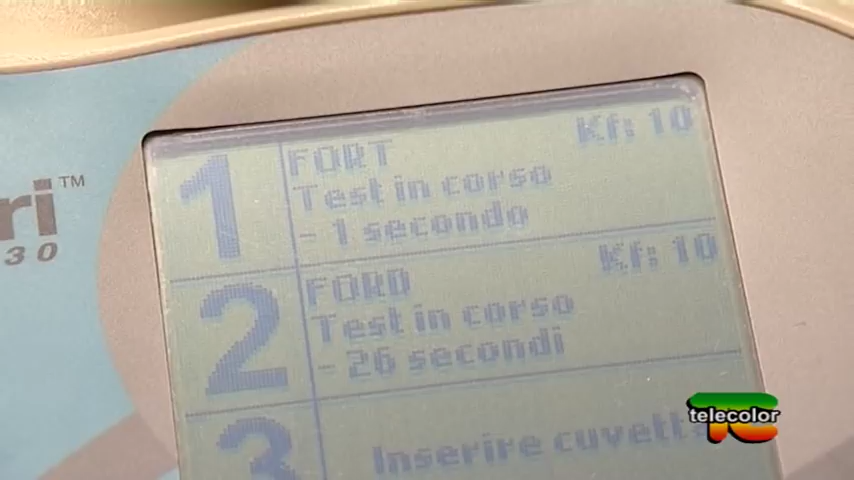 ri™
30
1
FORT
Kf: 10
Test in corso
- 1 secondo
2
FORD
Kf: 10
Test in corso
- 26 secondi
3
Inserire cuvett
telecolor
TC